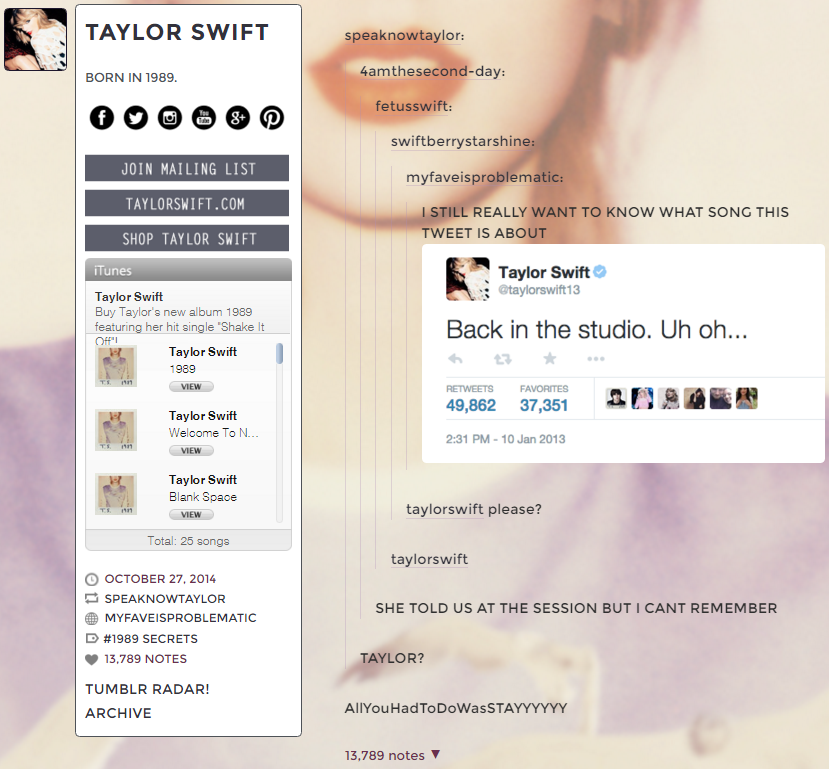 TAYLOR SWIFT
BORN IN 1989.
You
Tube
g+
JOIN MAILING LIST
TAYLORSWIFT.COM
SHOP TAYLOR SWIFT
iTunes
Taylor Swift
Buy Taylor's new album 1989
featuring her hit single "Shake It
Off"!
Taylor Swift
1989
VIEW
Taylor Swift
Welcome To N...
VIEW
Taylor Swift
Blank Space
VIEW
Total: 25 songs
OCTOBER 27, 2014
SPEAKNOWTAYLOR
MYFAVEISPROBLEMATIC
#1989 SECRETS
13,789 NOTES
TUMBLR RADAR!
ARCHIVE
speaknowtaylor:
4amthesecond-day:
fetusswift:
swiftberrystarshine:
myfaveisproblematic:
I STILL REALLY WANT TO KNOW WHAT SONG THIS
TWEET IS ABOUT
Taylor Swift
@taylorswift13
Back in the studio. Uh oh...
RETWEETS FAVORITES
49,862 37,351
2:31 PM - 10 Jan 2013
taylorswift please?
taylorswift
SHE TOLD US AT THE SESSION BUT I CANT REMEMBER
TAYLOR?
AllYouHadToDoWasSTAYYYYYY
13,789 notes ▼